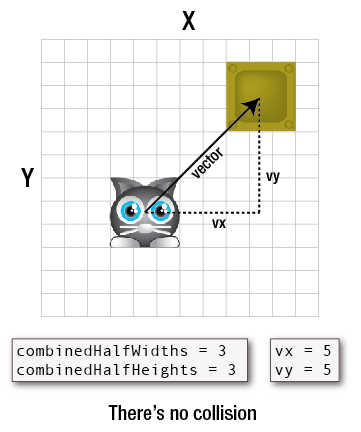 X
Y
vector
vy
vx
combinedHalfWidths = 3
combinedHalfHeights = 3
vx = 5
vy = 5
There's no collision